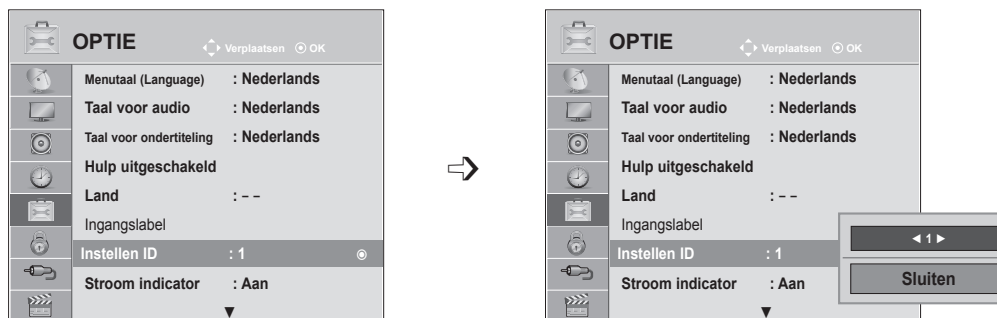 OPTIE
Verplaatsen OK
Menutaal (Language) : Nederlands
Taal voor audio : Nederlands
Taal voor ondertiteling : Nederlands
Hulp uitgeschakeld
Land : – –
Ingangslabel
Instellen ID : 1
Stroom indicator : Aan
▼
OPTIE
Verplaatsen OK
Menutaal (Language) : Nederlands
Taal voor audio : Nederlands
Taal voor ondertiteling : Nederlands
Hulp uitgeschakeld
Land : – –
Ingangslabel
Instellen ID : 1
Stroom indicator : Aan
▼
◄ 1 ►
Sluiten